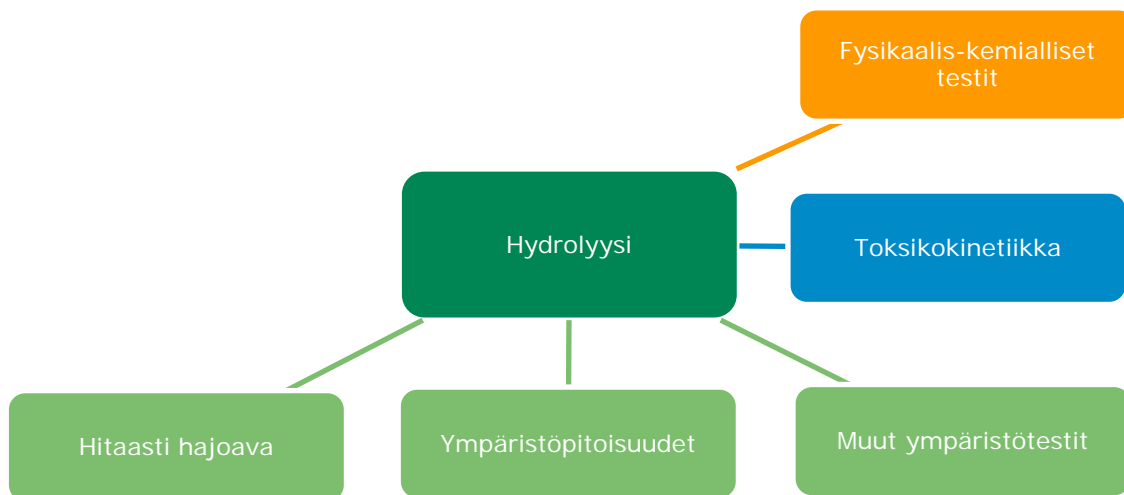 Fysikaalis-kemialliset
testit
Hydrolyysi
Toksikokinetiikka
Hitaasti hajoava
Ympäristöpitoisuudet
Muut ympäristötestit